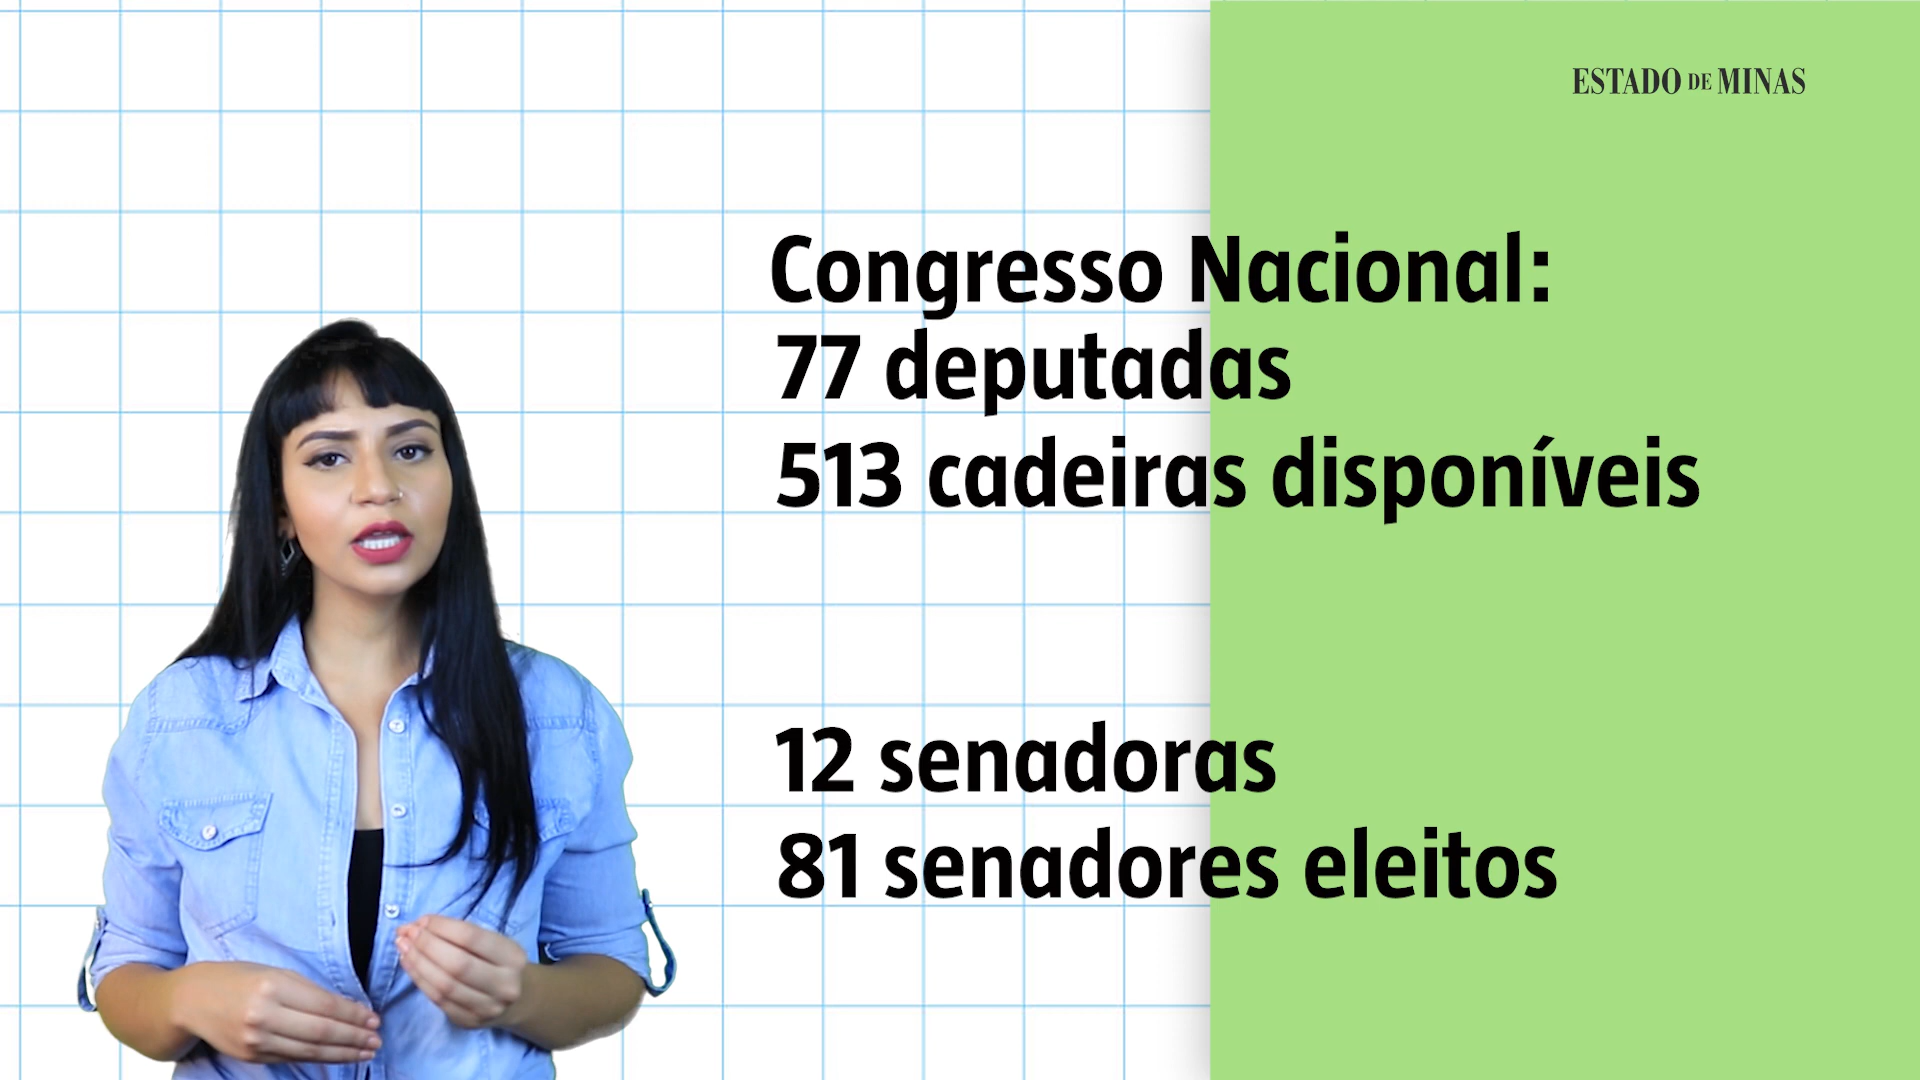 ESTADO DE MINAS
Congresso Nacional:
77 deputadas
513 cadeiras disponíveis
12 senadoras
81 senadores eleitos